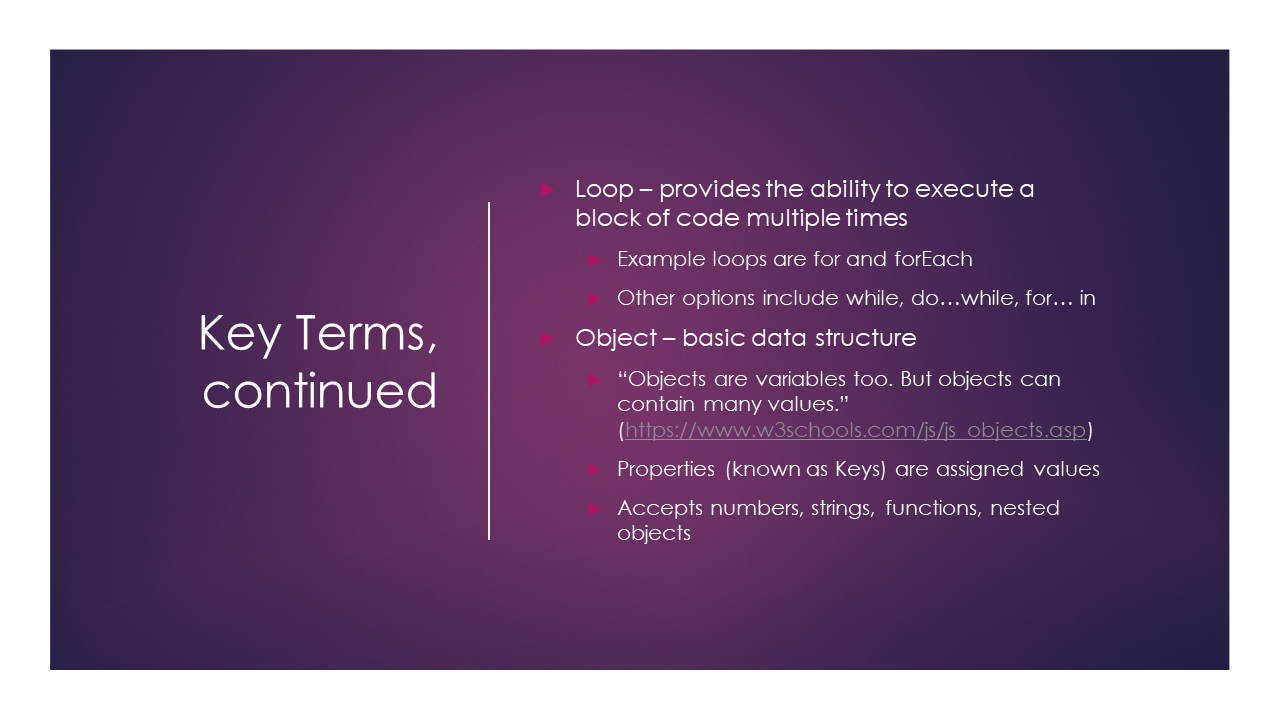 Key Terms,
continued
Loop – provides the ability to execute a
block of code multiple times
Example loops are for and forEach
Other options include while, do…while, for… in
Object – basic data structure
“Objects are variables too. But objects can
contain many values.”
(https://www.w3schools.com/js/js_objects.asp)
Properties (known as Keys) are assigned values
Accepts numbers, strings, functions, nested
objects